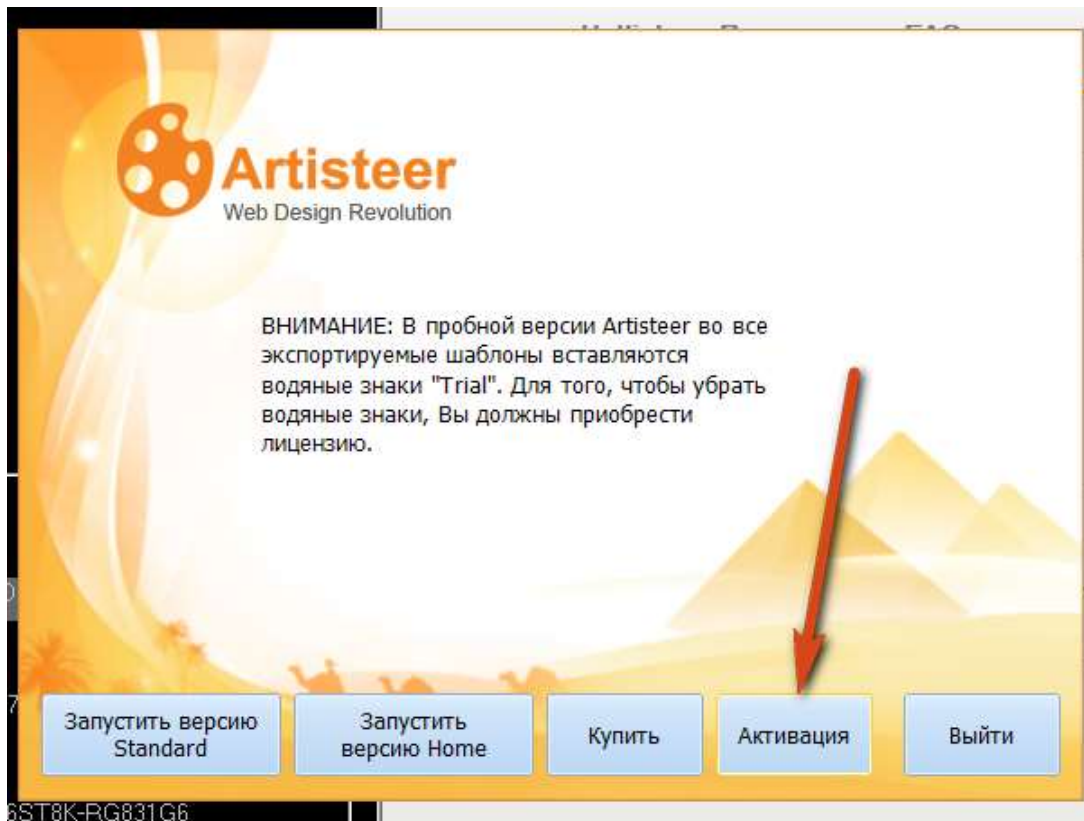 Artisteer
Web Design Revolution
ВНИМАНИЕ: В пробной версии Artisteer во все
экспортируемые шаблоны вставляются
водяные знаки "Trial". Для того, чтобы убрать
водяные знаки, Вы должны приобрести
лицензию.
Запустить версию
Standard
Запустить
версию Home
Купить
Активация
Выйти
6ST8K-RG831G6